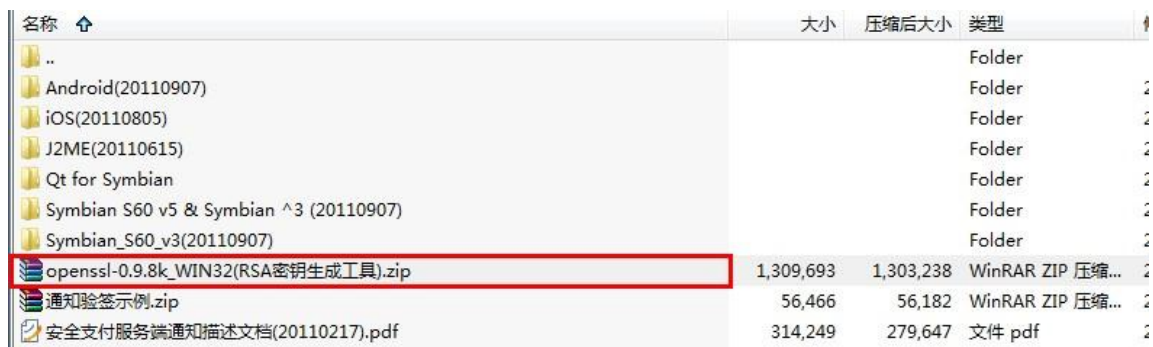 名称 大小 压缩后大小 类型
.. Folder
Android(20110907) Folder
iOS(20110805) Folder
J2ME(20110615) Folder
Qt for Symbian Folder
Symbian S60 v5 & Symbian ^3 (20110907) Folder
Symbian_S60_v3(20110907) Folder
openssl-0.9.8k_WIN32(RSA密钥生成工具).zip 1,309,693 1,303,238 WinRAR ZIP 压缩...
通知验签示例.zip 56,466 56,182 WinRAR ZIP 压缩...
安全支付服务端通知描述文档(20110217).pdf 314,249 279,647 文件 pdf